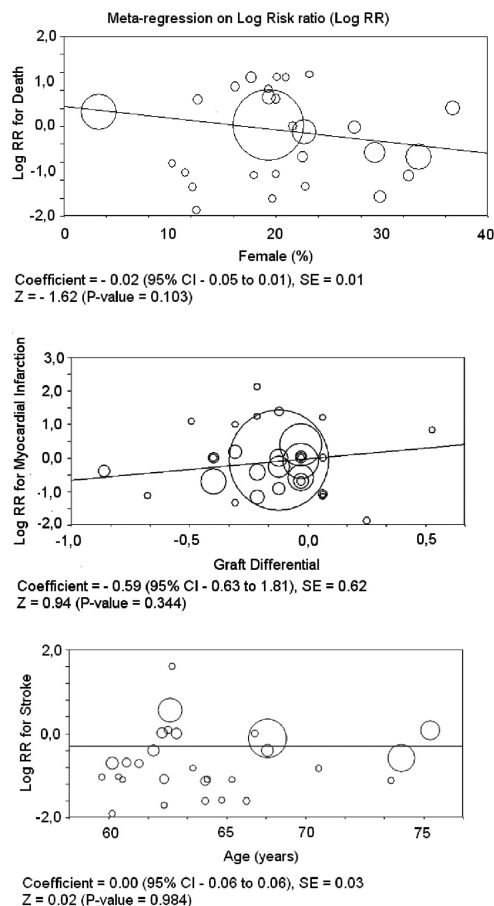 Meta-regression on Log Risk ratio (Log RR)
Log RR for Death
2,0
1,0
0,0
-1,0
-2,0
0 10 20 30 40
Female (%)
Coefficient = - 0.02 (95% CI - 0.05 to 0.01), SE = 0.01
Z = - 1.62 (P-value = 0.103)
Log RR for Myocardial Infarction
3,0
2,0
1,0
0,0
-1,0
-2,0
-1,0 -0,5 0,0 0,5
Graft Differential
Coefficient = - 0.59 (95% CI - 0.63 to 1.81), SE = 0.62
Z = 0.94 (P-value = 0.344)
Log RR for Stroke
2,0
0,0
-2,0
60 65 70 75
Age (years)
Coefficient = 0.00 (95% CI - 0.06 to 0.06), SE = 0.03
Z = 0.02 (P-value = 0.984)